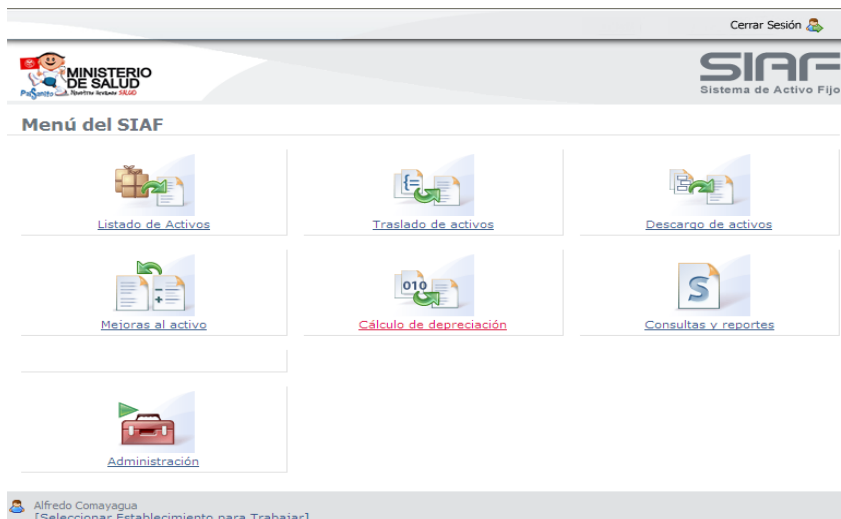 Cerrar Sesión
MINISTERIO
DE SALUD
SIAF
Sistema de Activo Fijo
Menú del SIAF
Listado de Activos
Traslado de activos
Descargo de activos
Mejoras al activo
010
Cálculo de depreciación
S
Consultas y reportes
Administración
Alfredo Comayagua
[Seleccionar Establecimiento para Trabajar]